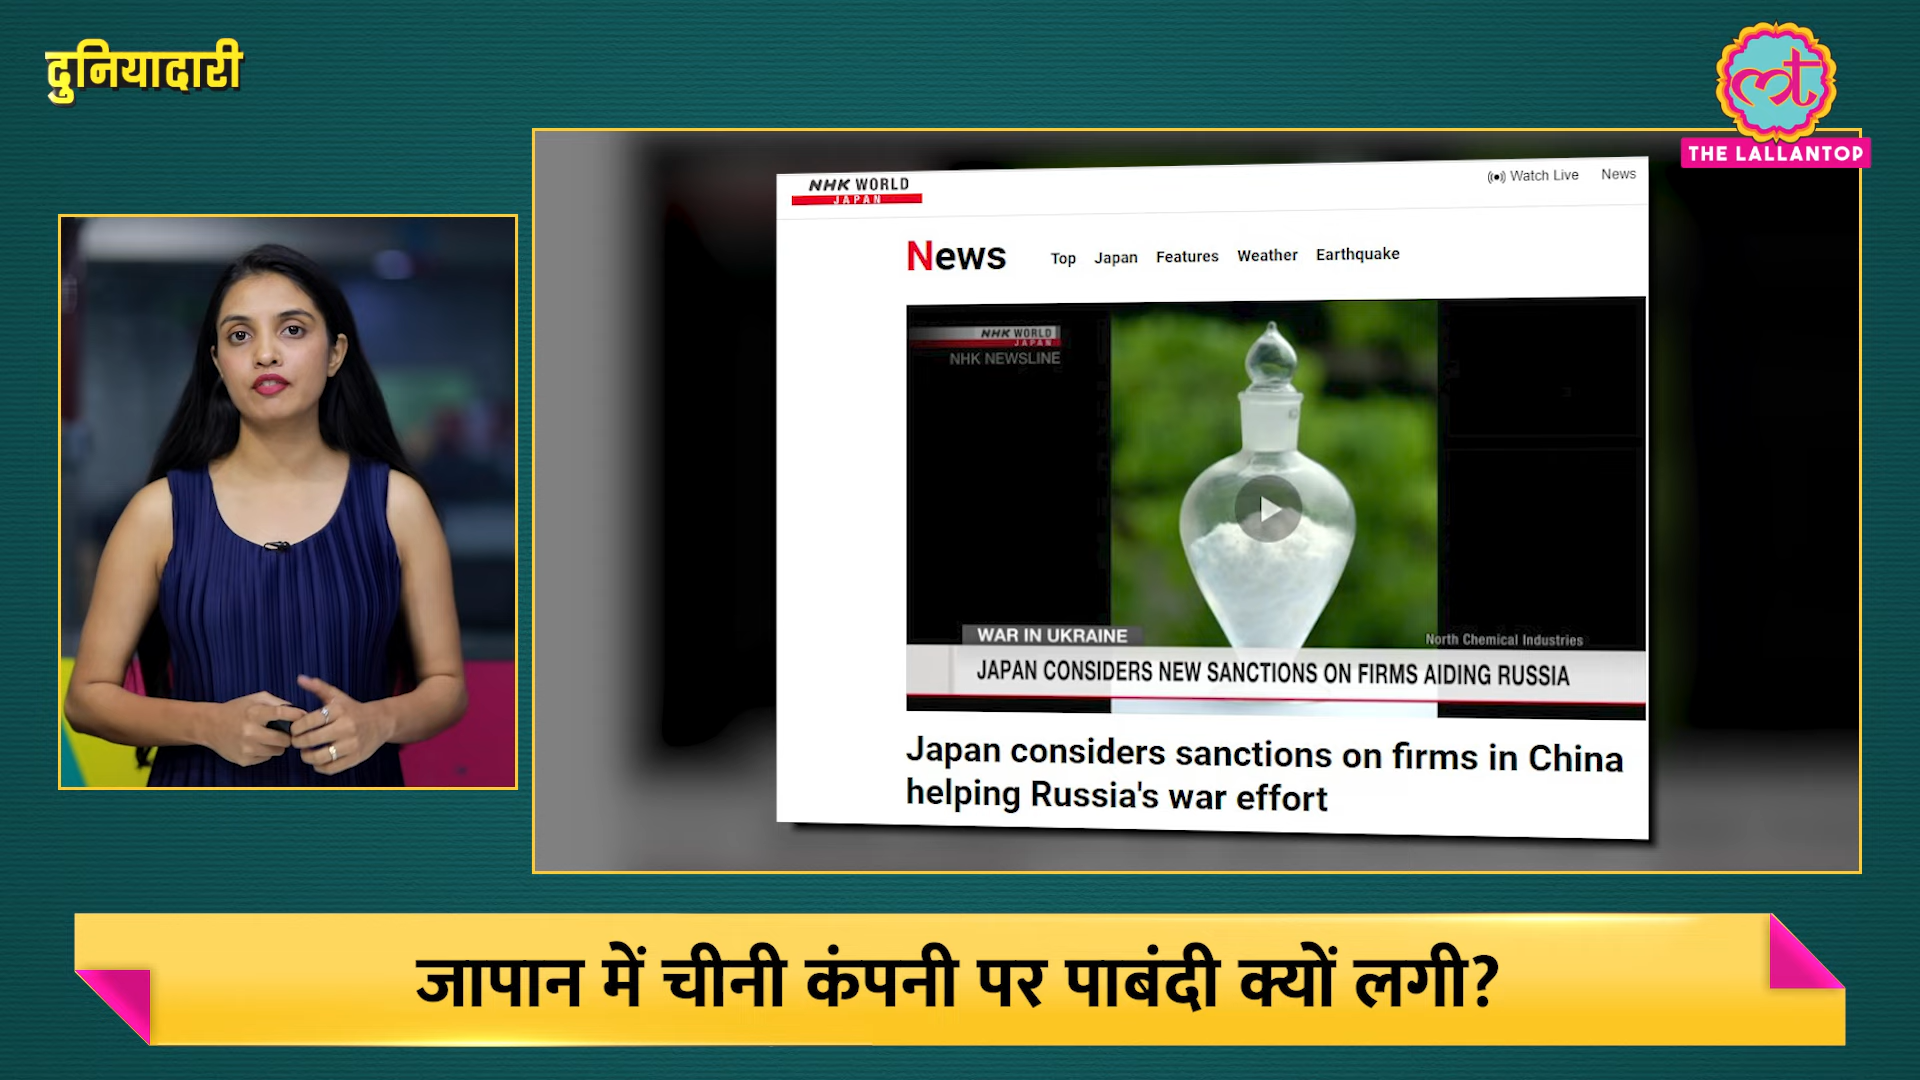 दुनियादारी
lt
THE LALLANTOP
NHK WORLD
JAPAN
Watch Live News
News Top Japan Features Weather Earthquake
NHK WORLD
JAPAN
NHK NEWSLINE
North Chemical Industries
WAR IN UKRAINE
JAPAN CONSIDERS NEW SANCTIONS ON FIRMS AIDING RUSSIA
Japan considers sanctions on firms in China
helping Russia's war effort
जापान में चीनी कंपनी पर पाबंदी क्यों लगी?